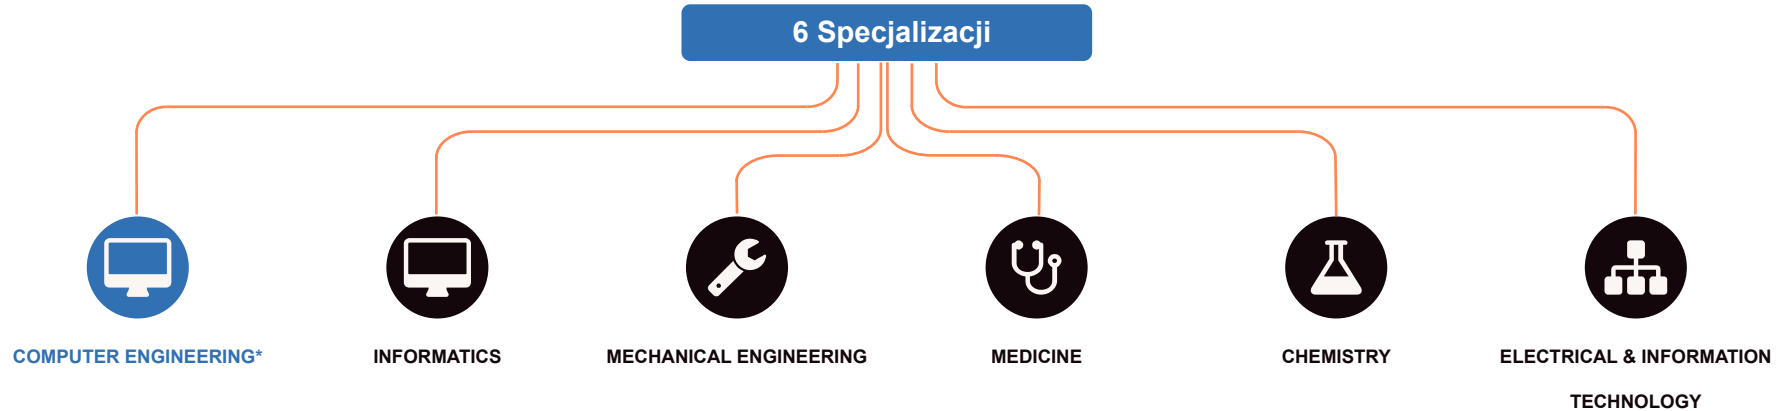 6 Specjalizacji
COMPUTER ENGINEERING*
INFORMATICS
MECHANICAL ENGINEERING
MEDICINE
CHEMISTRY
ELECTRICAL & INFORMATION
TECHNOLOGY